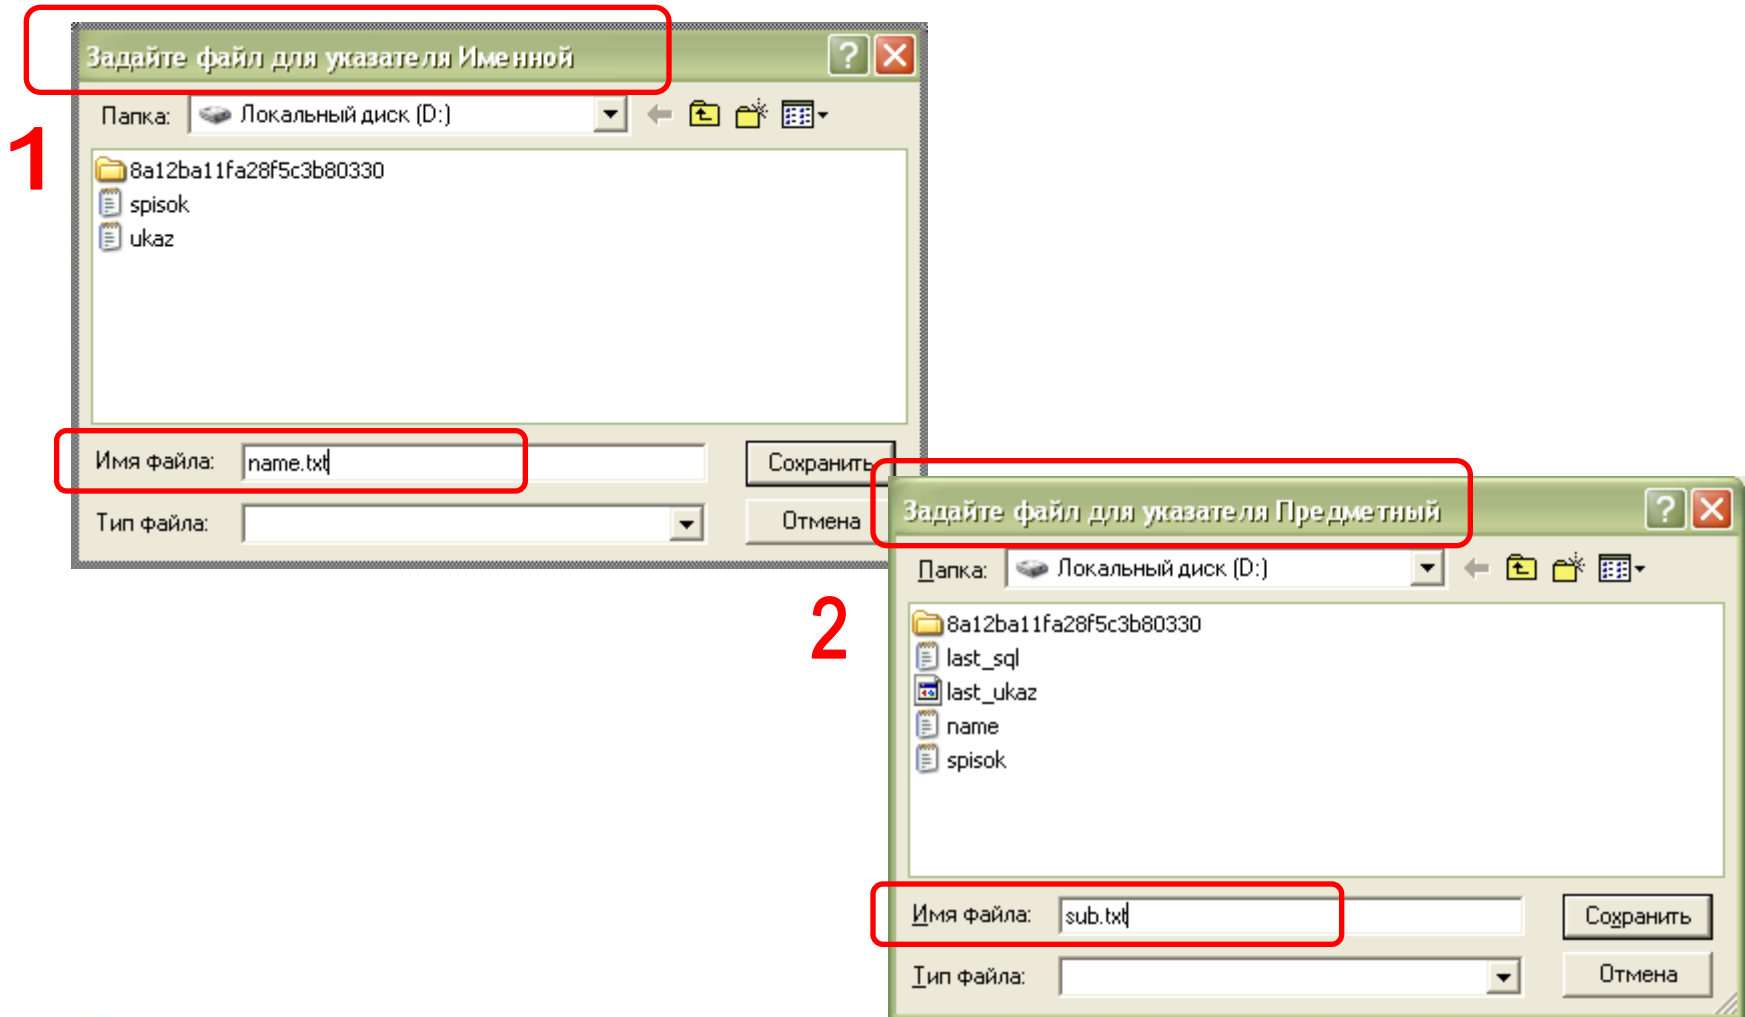 1
Задайте файл для указателя Именной
Папка: Локальный диск (D:)
8a12ba11fa28f5c3b80330
spisok
ukaz
Имя файла: name.txt Сохранить
Тип файла: Отмена
2
Задайте файл для указателя Предметный
Папка: Локальный диск (D:)
8a12ba11fa28f5c3b80330
last_sql
last_ukaz
name
spisok
Имя файла: sub.txt Сохранить
Тип файла: Отмена